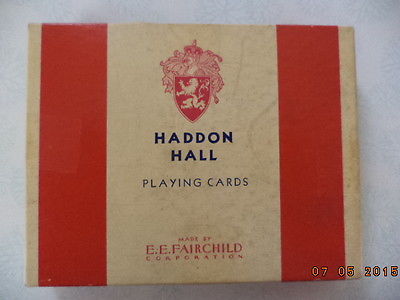 HADDON
HALL
PLAYING CARDS
MADE BY
E.E. FAIRCHILD
CORPORATION
07 05 2015